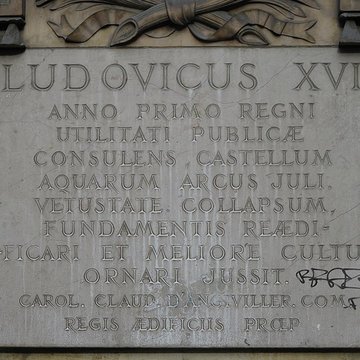 LUDOVICUS XVI
ANNO PRIMO REGNI
UTILITATI PUBLICÆ
CONSULENS CASTELLUM
AQUARUM ARCUS JULI.
VETUSTATE COLLAPSUM,
FUNDAMENTIS REÆDI-
FICARI ET MELIORE CULTU
ORNARI JUSSIT.
CAROL. CLAUD. D'ANGIVILLER. COM.
REGIS ÆDIFICIIS PRÆP